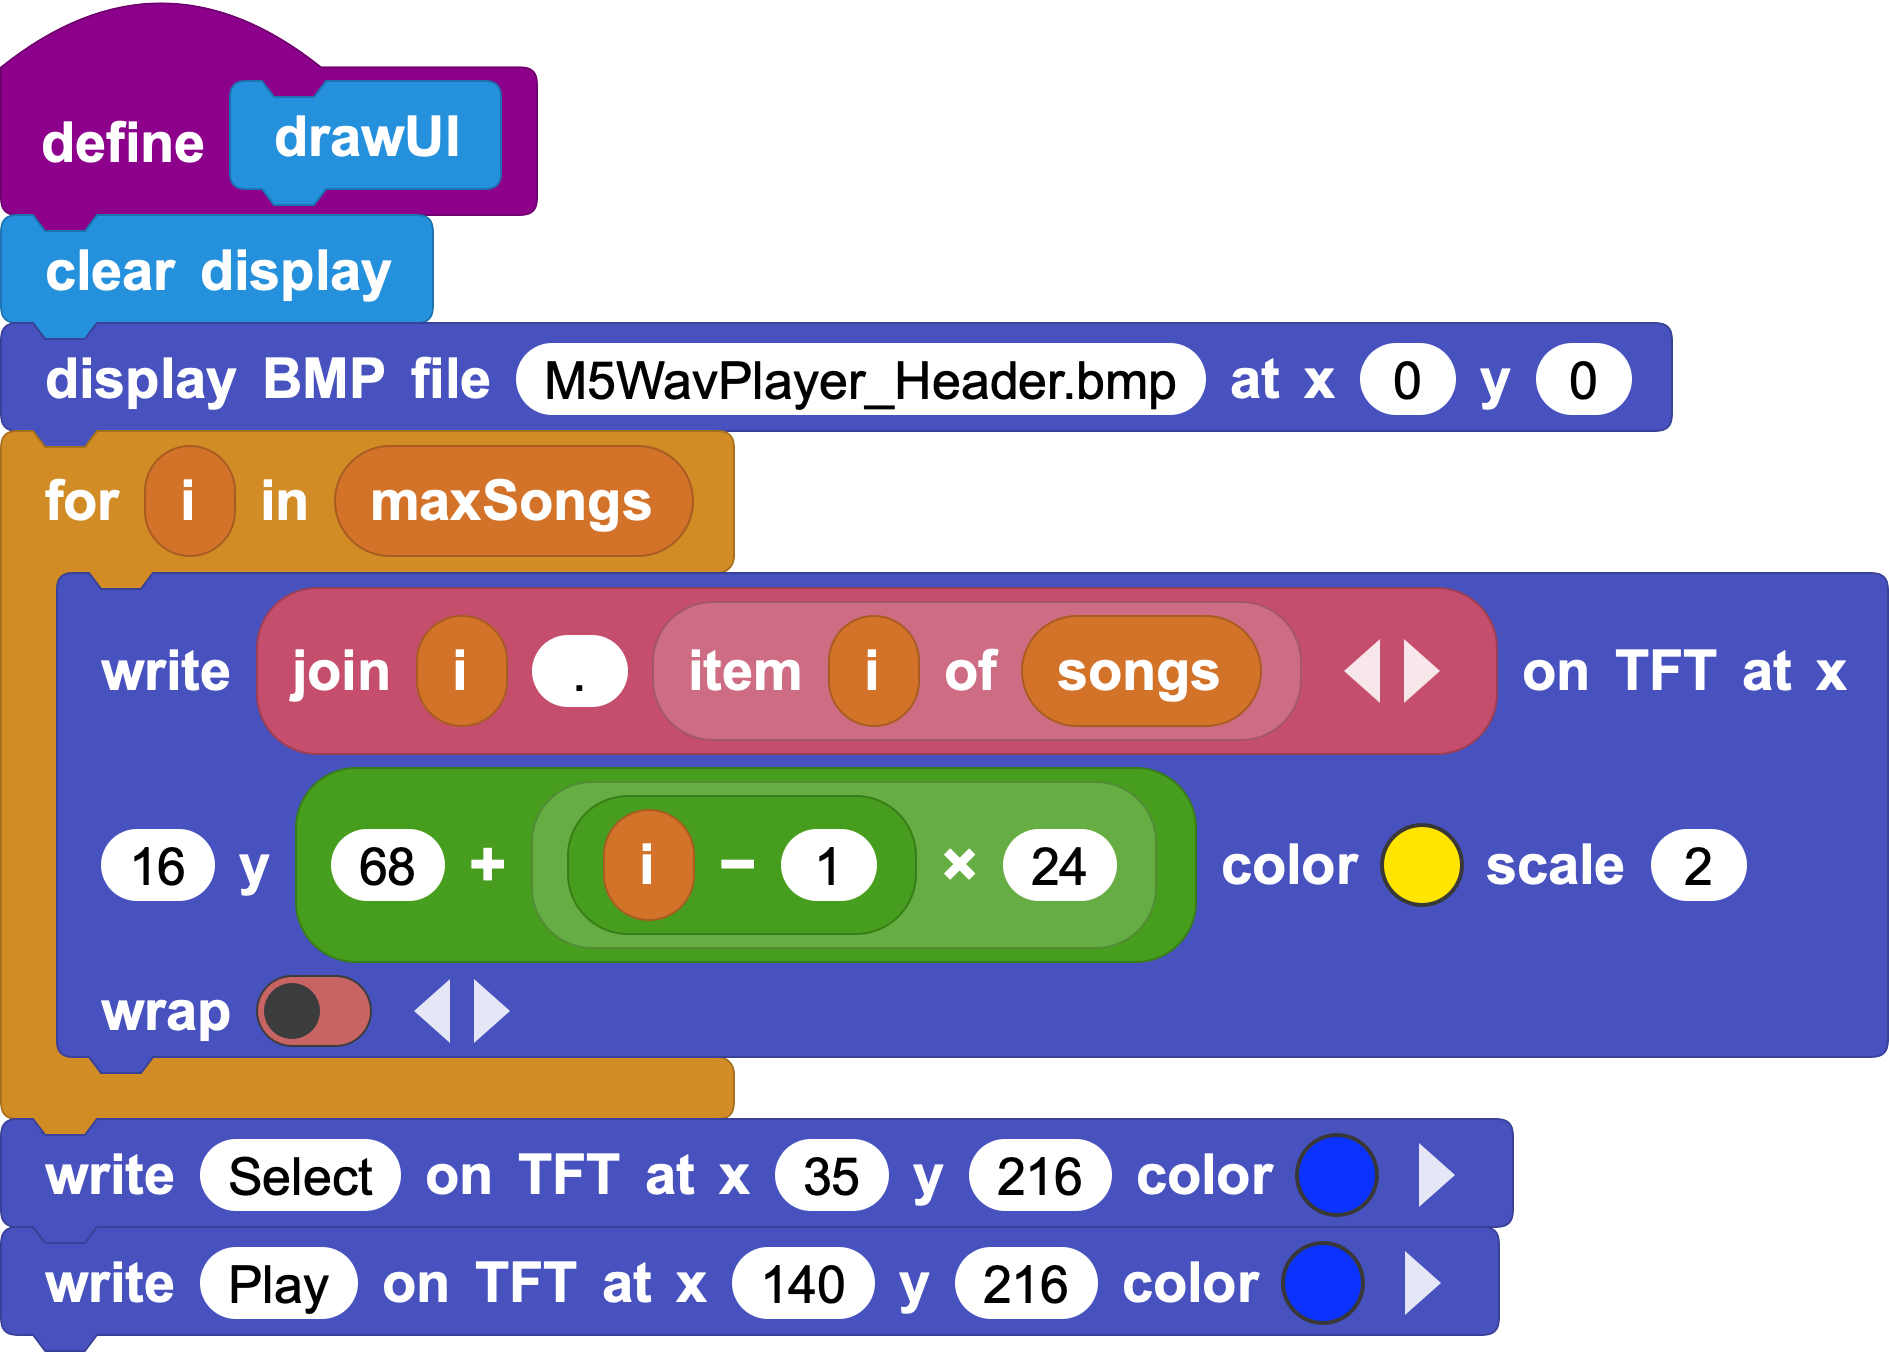 define drawUI
clear display
display BMP file M5WavPlayer_Header.bmp at x 0 y 0
for i in maxSongs
write join i . item i of songs on TFT at x
16 y 68 + i − 1 × 24 color scale 2
wrap
write Select on TFT at x 35 y 216 color
write Play on TFT at x 140 y 216 color